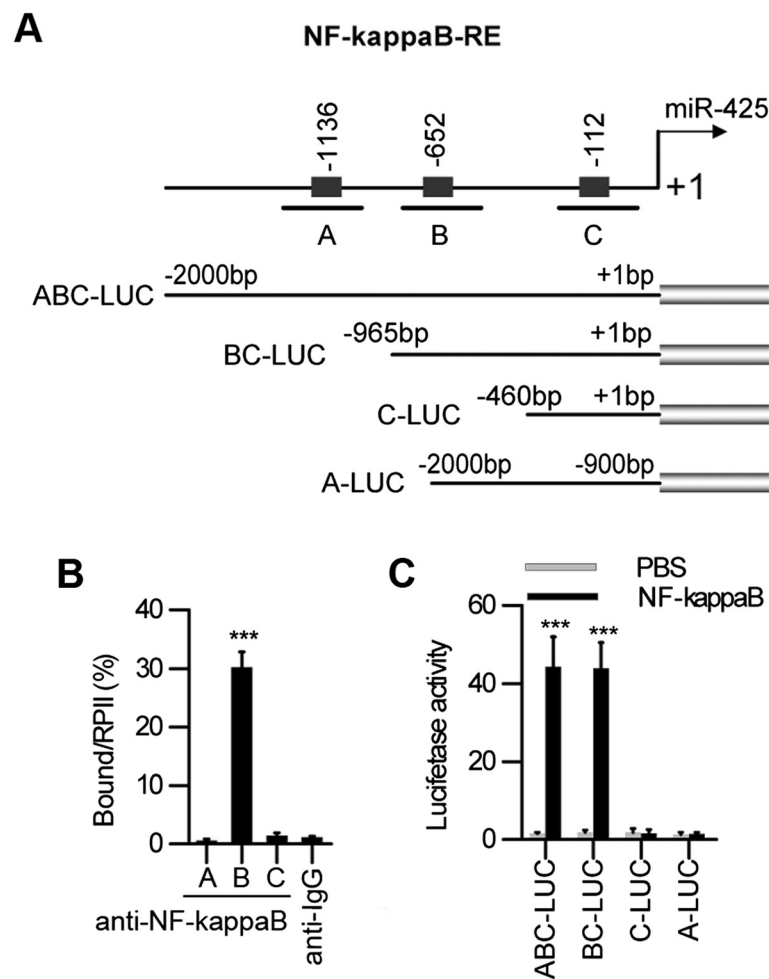 A
NF-kappaB-RE
-1136
-652
-112
miR-425
+1
A
B
C
ABC-LUC
-2000bp
+1bp
BC-LUC
-965bp
+1bp
C-LUC
-460bp
+1bp
A-LUC
-2000bp
-900bp
B
Bound/RPII (%)
40
30
20
10
0
***
A
B
C
anti-IgG
anti-NF-kappaB
C
PBS
NF-kappaB
Lucifetase activity
60
40
20
0
***
***
ABC-LUC
BC-LUC
C-LUC
A-LUC